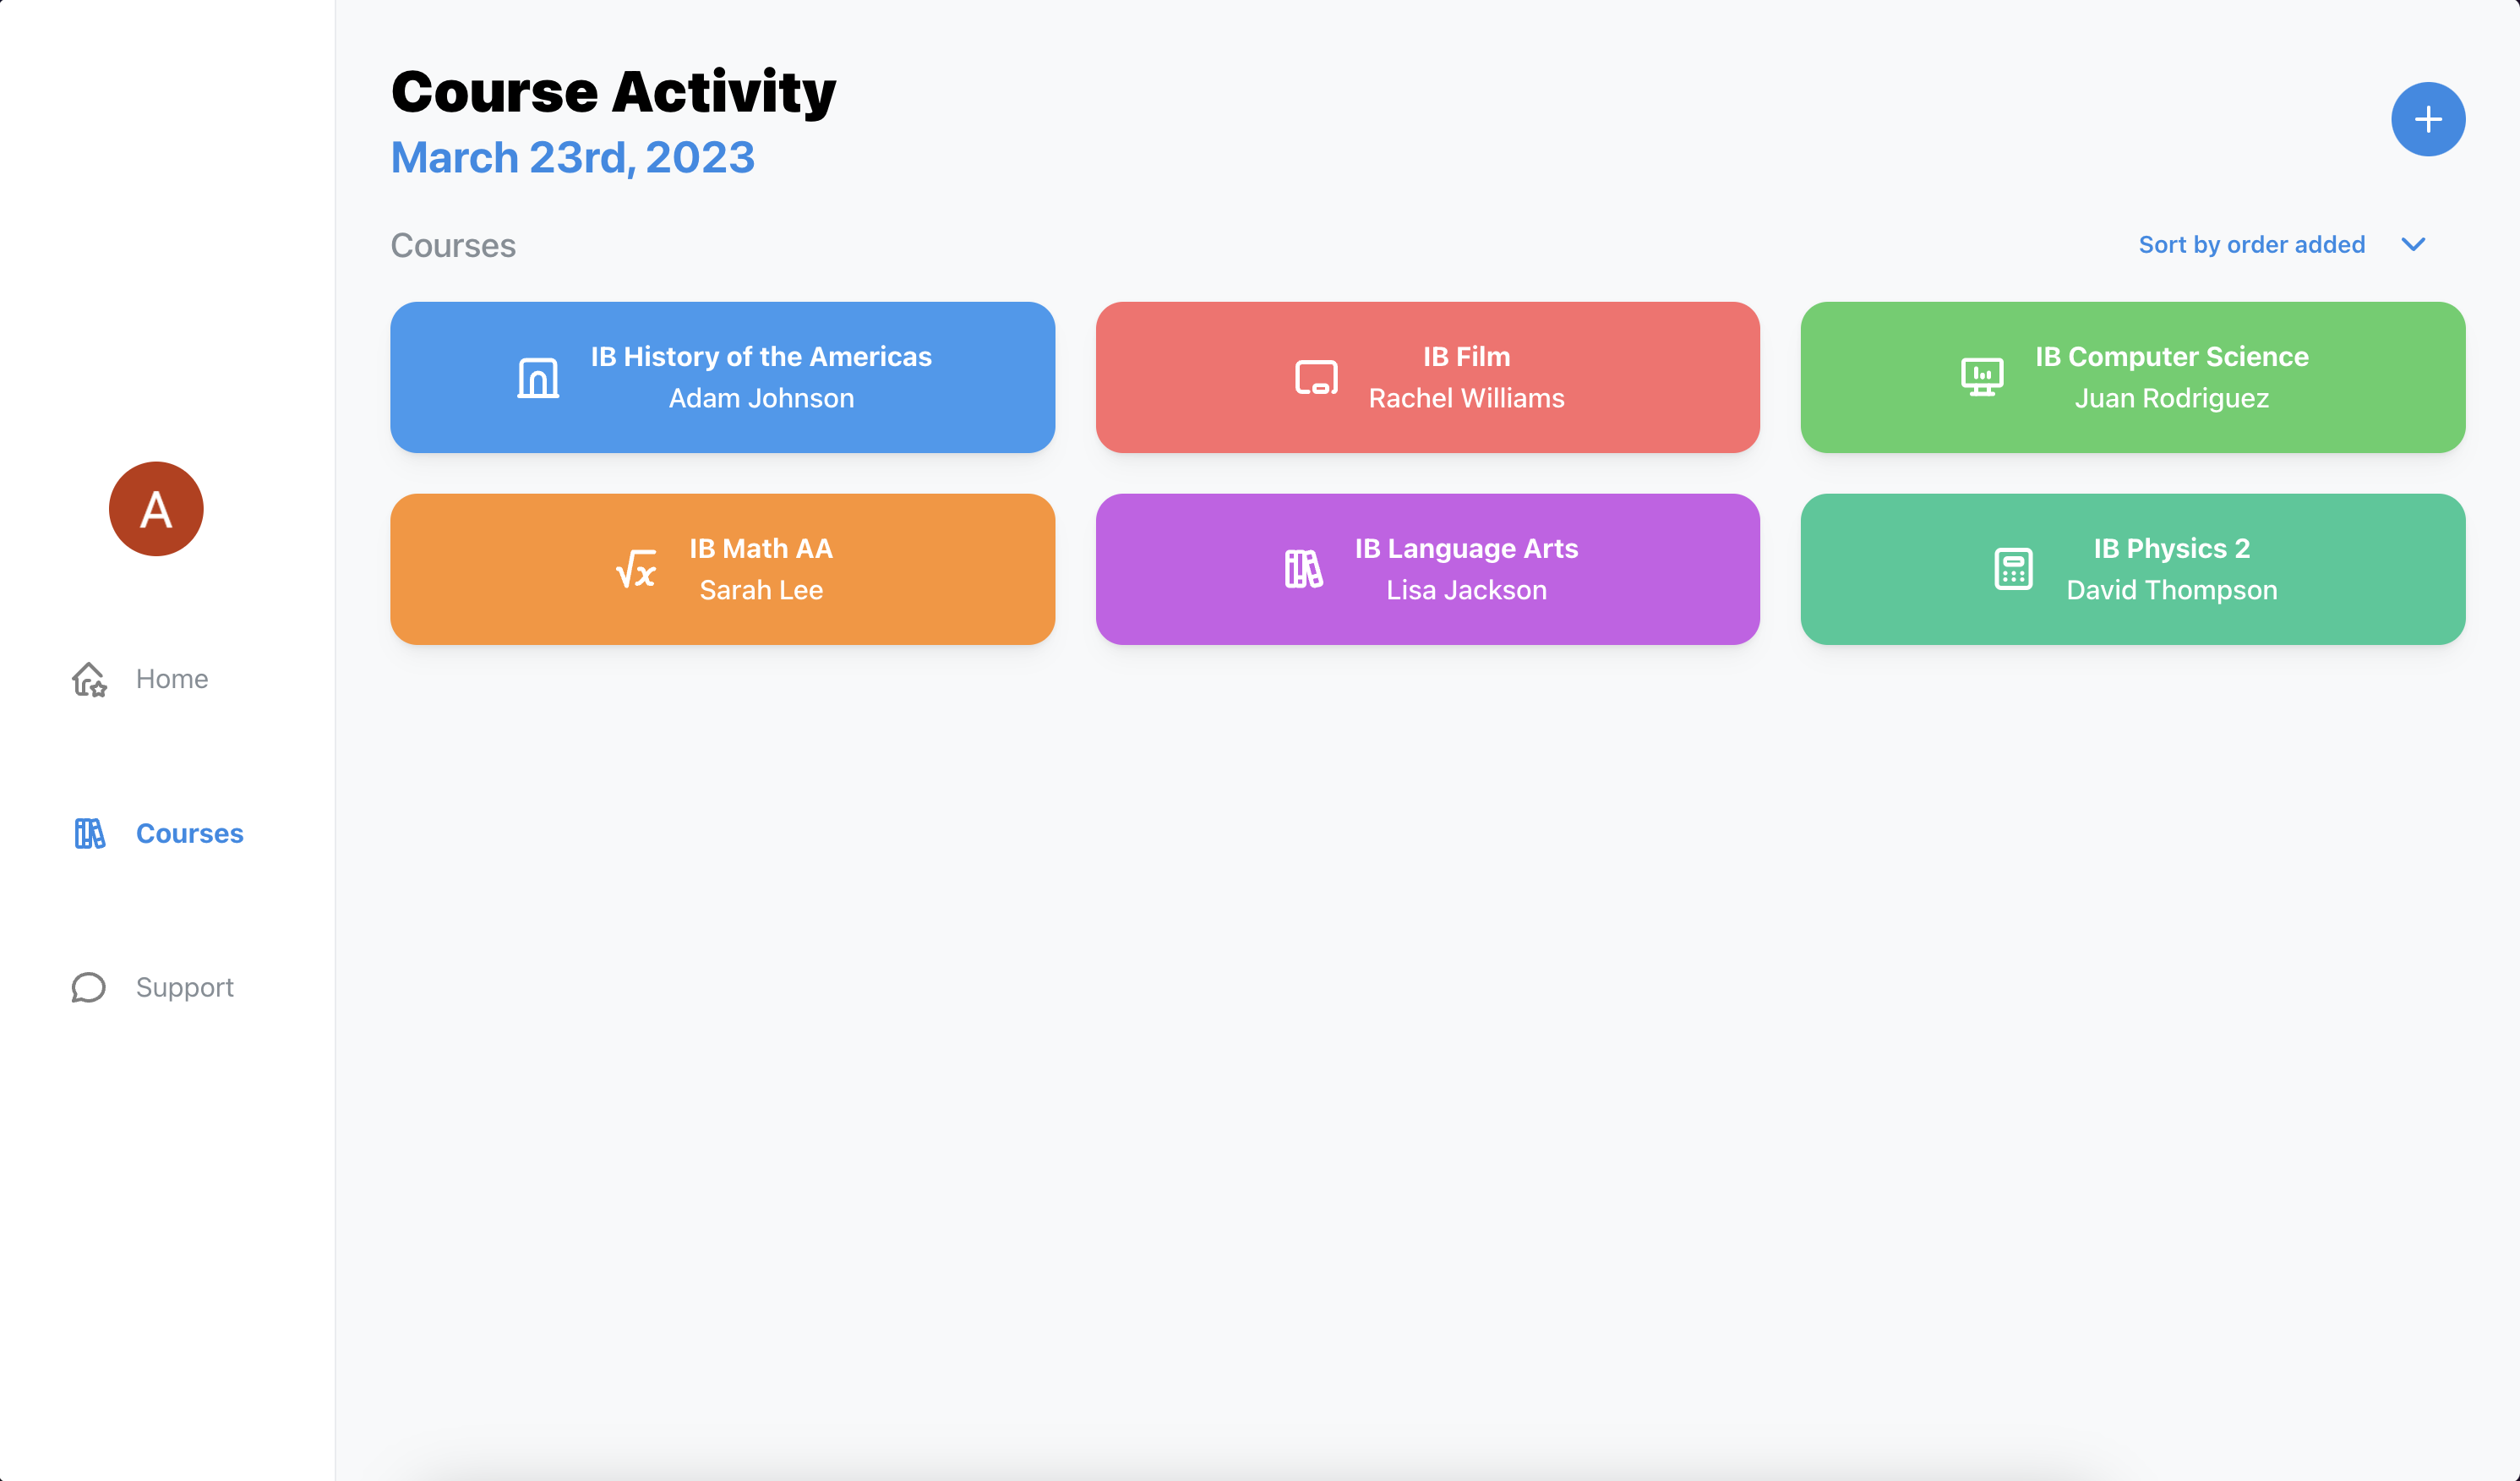 Course Activity
March 23rd, 2023
Courses
Sort by order added
IB History of the Americas
Adam Johnson
IB Film
Rachel Williams
IB Computer Science
Juan Rodriguez
IB Math AA
Sarah Lee
IB Language Arts
Lisa Jackson
IB Physics 2
David Thompson
A
Home
Courses
Support